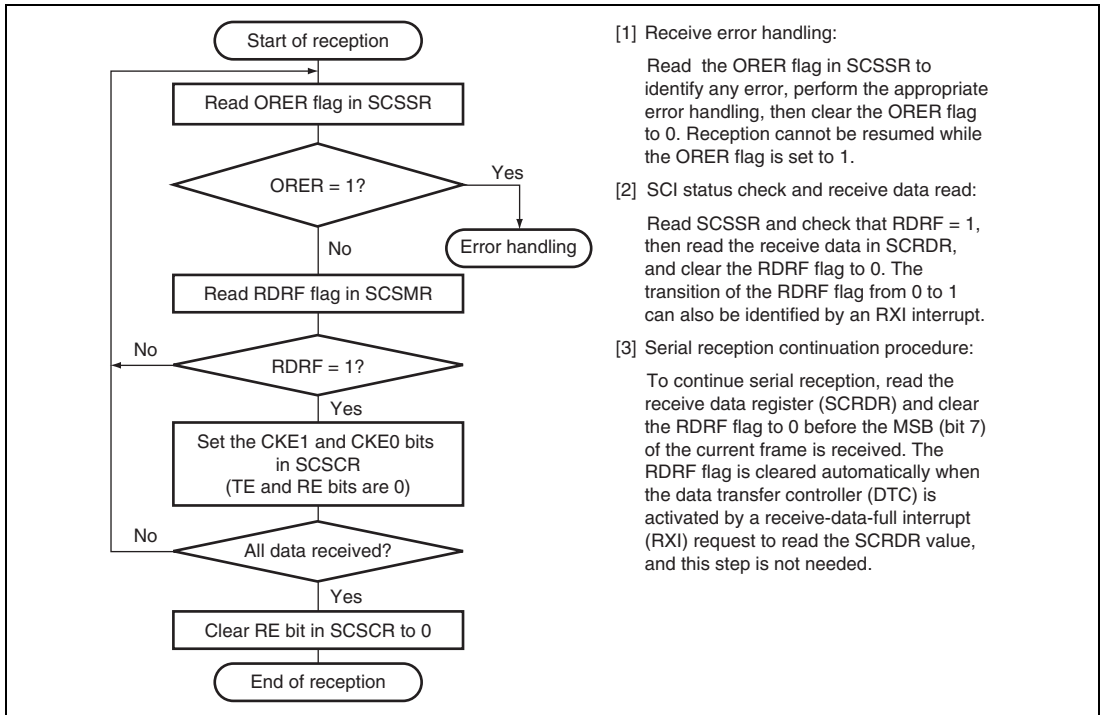 Start of reception
Read ORER flag in SCSSR
ORER = 1?
Yes
Error handling
No
Read RDRF flag in SCSMR
No
RDRF = 1?
Yes
Set the CKE1 and CKE0 bits
in SCSCR
(TE and RE bits are 0)
No
All data received?
Yes
Clear RE bit in SCSCR to 0
End of reception
[1] Receive error handling:
Read the ORER flag in SCSSR to
identify any error, perform the appropriate
error handling, then clear the ORER flag
to 0. Reception cannot be resumed while
the ORER flag is set to 1.
[2] SCI status check and receive data read:
Read SCSSR and check that RDRF = 1,
then read the receive data in SCRDR,
and clear the RDRF flag to 0. The
transition of the RDRF flag from 0 to 1
can also be identified by an RXI interrupt.
[3] Serial reception continuation procedure:
To continue serial reception, read the
receive data register (SCRDR) and clear
the RDRF flag to 0 before the MSB (bit 7)
of the current frame is received. The
RDRF flag is cleared automatically when
the data transfer controller (DTC) is
activated by a receive-data-full interrupt
(RXI) request to read the SCRDR value,
and this step is not needed.